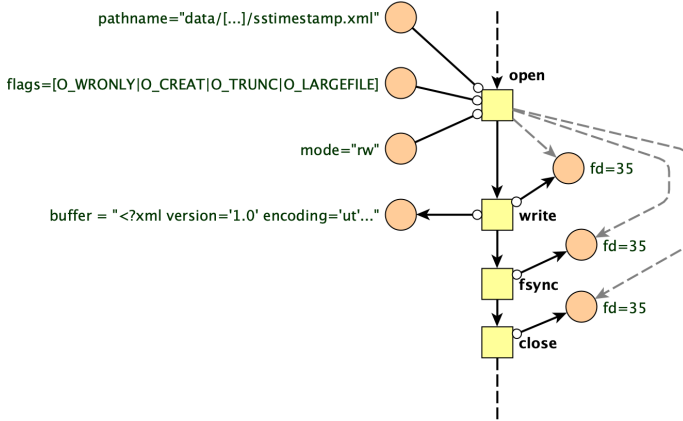 pathname="data/[...]/sstimestamp.xml"
open
flags=[O_WRONLY|O_CREAT|O_TRUNC|O_LARGEFILE]
mode="rw"
fd=35
buffer = "<?xml version='1.0' encoding='ut'..."
write
fd=35
fsync
fd=35
close